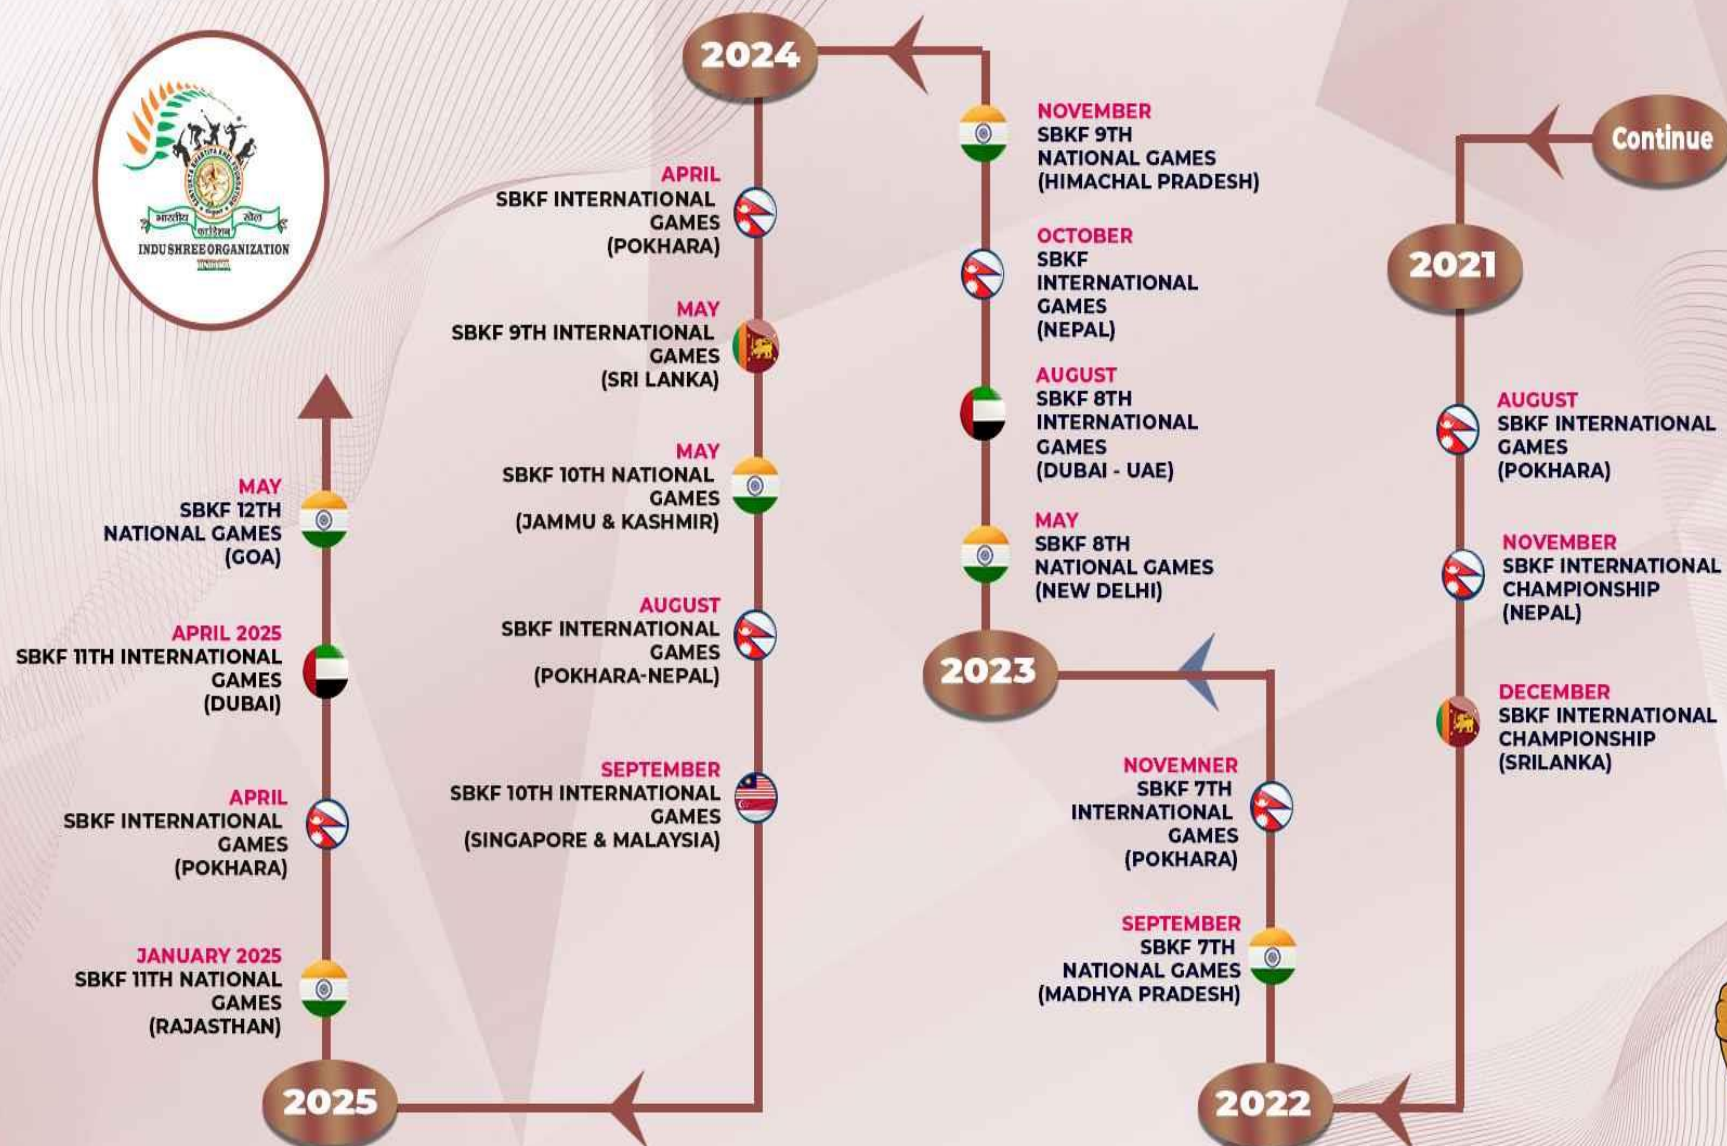 भारतीय
खेल
फाउंडेशन
INDUSHREE ORGANIZATION
Continue
2021
AUGUST
SBKF INTERNATIONAL
GAMES
(POKHARA)
NOVEMBER
SBKF INTERNATIONAL
CHAMPIONSHIP
(NEPAL)
DECEMBER
SBKF INTERNATIONAL
CHAMPIONSHIP
(SRILANKA)
2022
SEPTEMBER
SBKF 7TH
NATIONAL GAMES
(MADHYA PRADESH)
NOVEMNER
SBKF 7TH
INTERNATIONAL
GAMES
(POKHARA)
2023
MAY
SBKF 8TH
NATIONAL GAMES
(NEW DELHI)
AUGUST
SBKF 8TH
INTERNATIONAL
GAMES
(DUBAI - UAE)
OCTOBER
SBKF
INTERNATIONAL
GAMES
(NEPAL)
NOVEMBER
SBKF 9TH
NATIONAL GAMES
(HIMACHAL PRADESH)
2024
APRIL
SBKF INTERNATIONAL
GAMES
(POKHARA)
MAY
SBKF 9TH INTERNATIONAL
GAMES
(SRI LANKA)
MAY
SBKF 10TH NATIONAL
GAMES
(JAMMU & KASHMIR)
AUGUST
SBKF INTERNATIONAL
GAMES
(POKHARA-NEPAL)
SEPTEMBER
SBKF 10TH INTERNATIONAL
GAMES
(SINGAPORE & MALAYSIA)
2025
JANUARY 2025
SBKF 11TH NATIONAL
GAMES
(RAJASTHAN)
APRIL
SBKF INTERNATIONAL
GAMES
(POKHARA)
APRIL 2025
SBKF 11TH INTERNATIONAL
GAMES
(DUBAI)
MAY
SBKF 12TH
NATIONAL GAMES
(GOA)